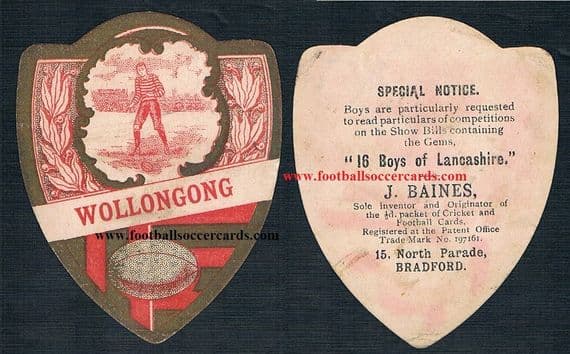 WOLLONGONG
www.footballsoccercards.com
SPECIAL NOTICE.
Boys are particularly requested
to read particulars of competitions
on the Show Bills containing
the Gems,
"16 Boys of Lancashire."
www.footballsoccercards.com
J. BAINES,
Sole Inventor and Originator of
the ½d. packet of Cricket and
Football Cards,
Registered at the Patent Office
Trade Mark No. 197161.
15, North Parade,
BRADFORD.